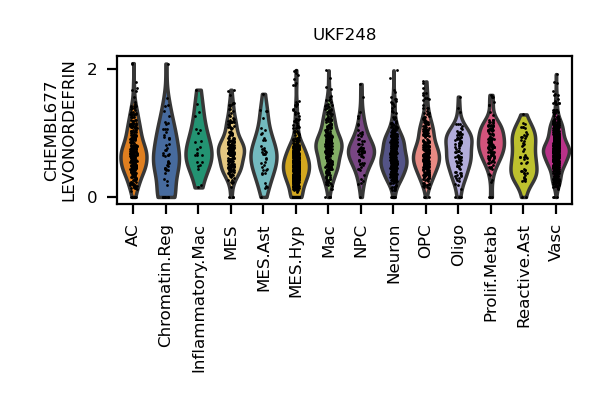 UKF248
CHEMBL677
LEVONORDEFRIN
2
0
AC
Chromatin.Reg
Inflammatory.Mac
MES
MES.Ast
MES.Hyp
Mac
NPC
Neuron
OPC
Oligo
Prolif.Metab
Reactive.Ast
Vasc